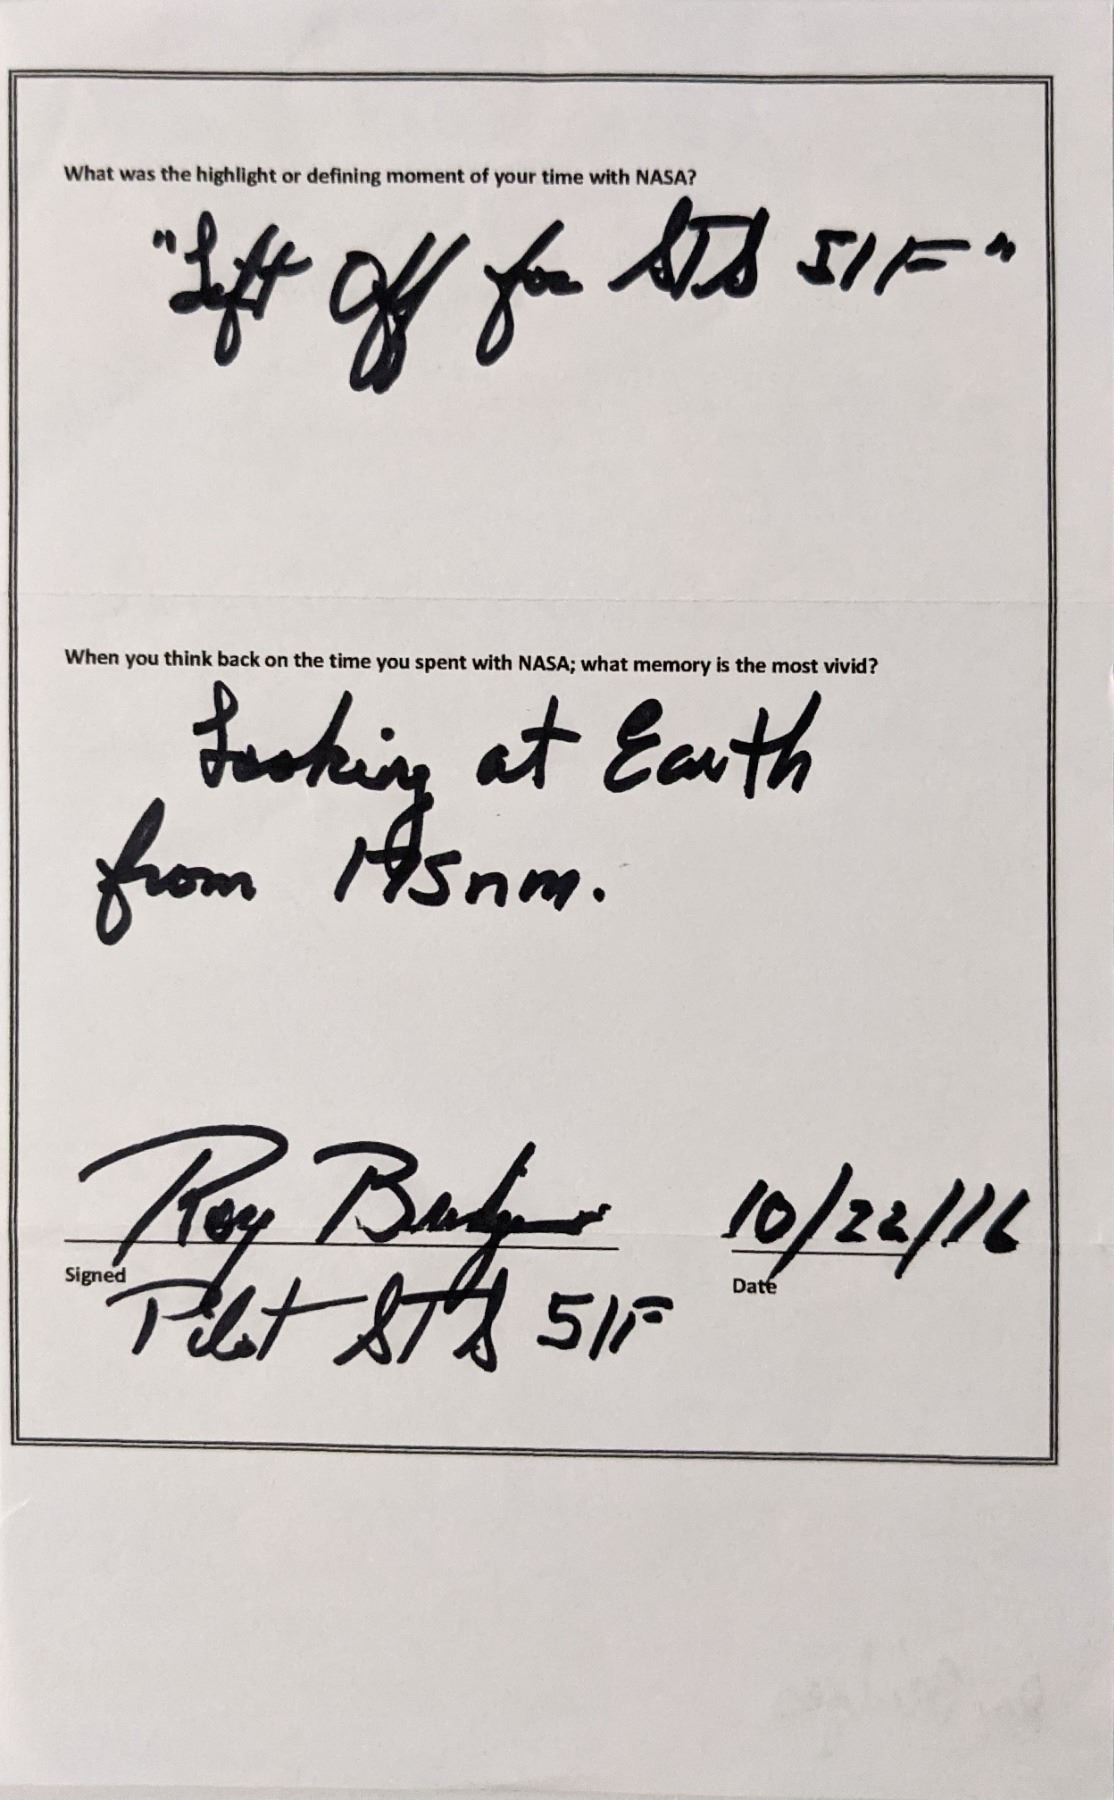 What was the highlight or defining moment of your time with NASA?
"Lift Off for STS 51F"
When you think back on the time you spent with NASA; what memory is the most vivid?
Looking at Earth
from 175nm.
Roy Bridges 10/22/16
Signed Date
Pilot STS 51F